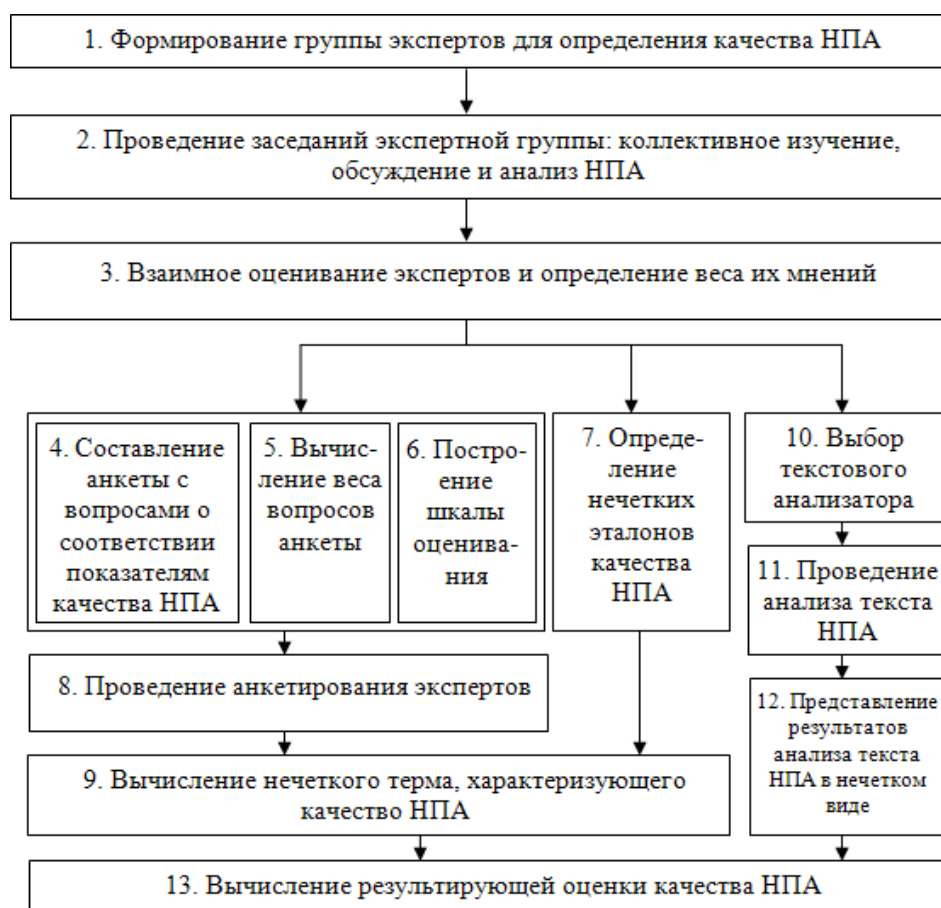 1. Формирование группы экспертов для определения качества НПА
2. Проведение заседаний экспертной группы: коллективное изучение,
обсуждение и анализ НПА
3. Взаимное оценивание экспертов и определение веса их мнений
4. Составление
анкеты с
вопросами о
соответствии
показателям
качества НПА
5. Вычис-
ление веса
вопросов
анкеты
6. Построе-
ние
шкалы
оценива-
ния
7. Опреде-
ление
нечетких
эталонов
качества
НПА
10. Выбор
текстового
анализатора
11. Проведение
анализа текста
НПА
8. Проведение анкетирования экспертов
12. Представление
результатов
анализа текста
НПА в нечетком
виде
9. Вычисление нечеткого терма, характеризующего
качество НПА
13. Вычисление результирующей оценки качества НПА